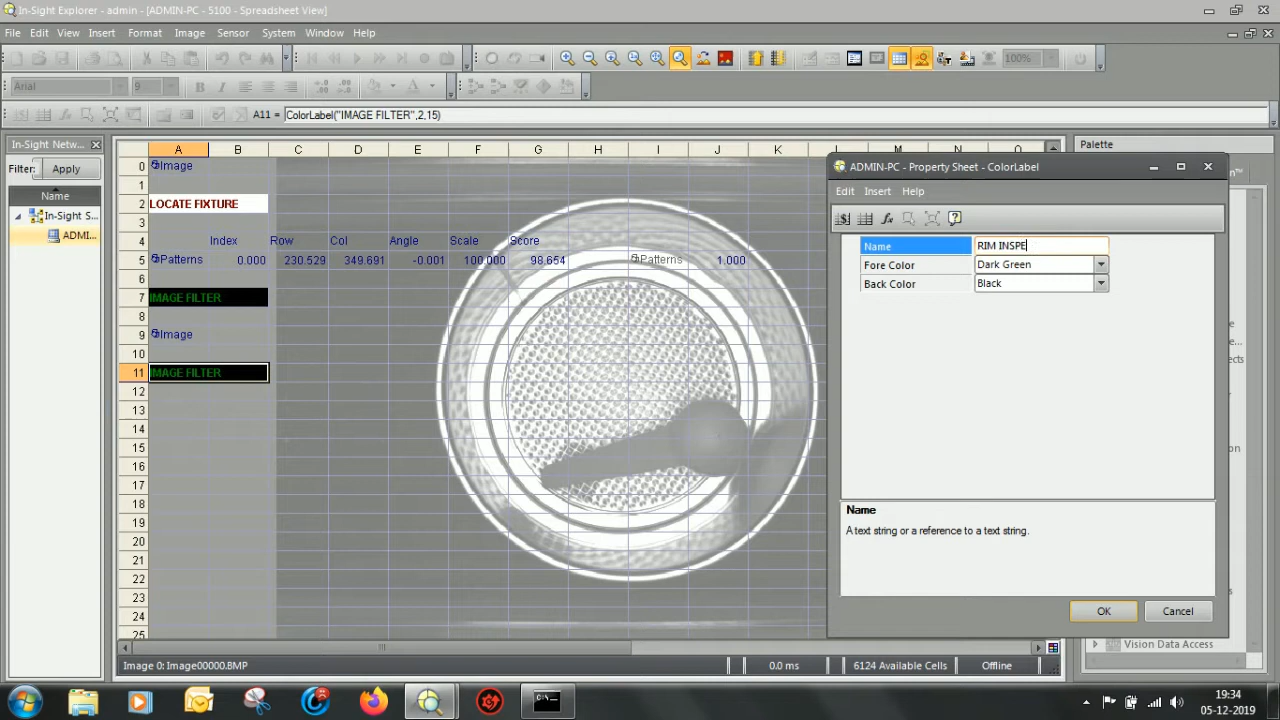 In-Sight Explorer - admin - [ADMIN-PC - 5100 - Spreadsheet View]
File Edit View Insert Format Image Sensor System Window Help
100%
Arial 9 B I U A
A11 = ColorLabel("IMAGE FILTER",2,15)
In-Sight Netw...
Filter: Apply
Name
In-Sight S...
ADMI...
A B C D E F G H I J K L M N O
0 Image
1
2 LOCATE FIXTURE
3
4 Index Row Col Angle Scale Score
5 Patterns 0.000 230.529 349.691 -0.001 100.000 98.654 Patterns 1.000
6
7 IMAGE FILTER
8
9 Image
10
11 IMAGE FILTER
12
13
14
15
16
17
18
19
20
21
22
23
24
25
Palette
ADMIN-PC - Property Sheet - ColorLabel
Edit Insert Help
Name RIM INSPE
Fore Color Dark Green
Back Color Black
Name
A text string or a reference to a text string.
OK Cancel
Vision Data Access
Image 0: Image00000.BMP 0.0 ms 6124 Available Cells Offline
19:34
05-12-2019